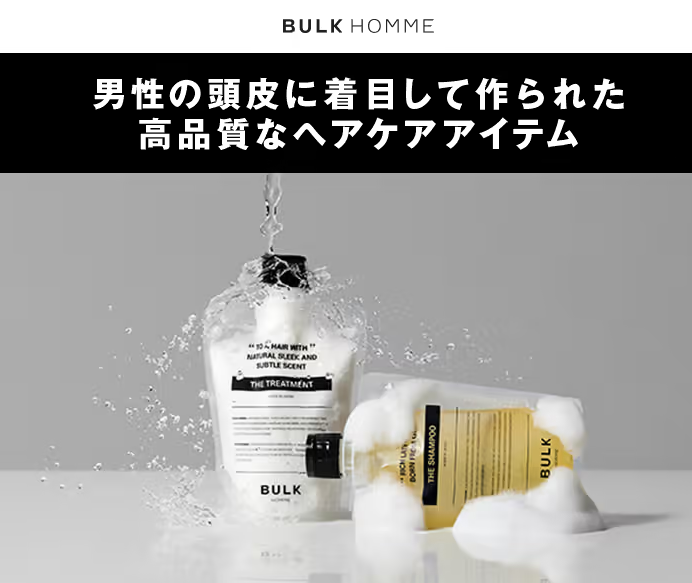 BULK HOMME
男性の頭皮に着目して作られた
高品質なヘアケアアイテム
“ TO A HAIR WITH ”
NATURAL SLEEK AND
SUBTLE SCENT
THE TREATMENT
BULK
HOMME
THE SHAMPOO
BULK